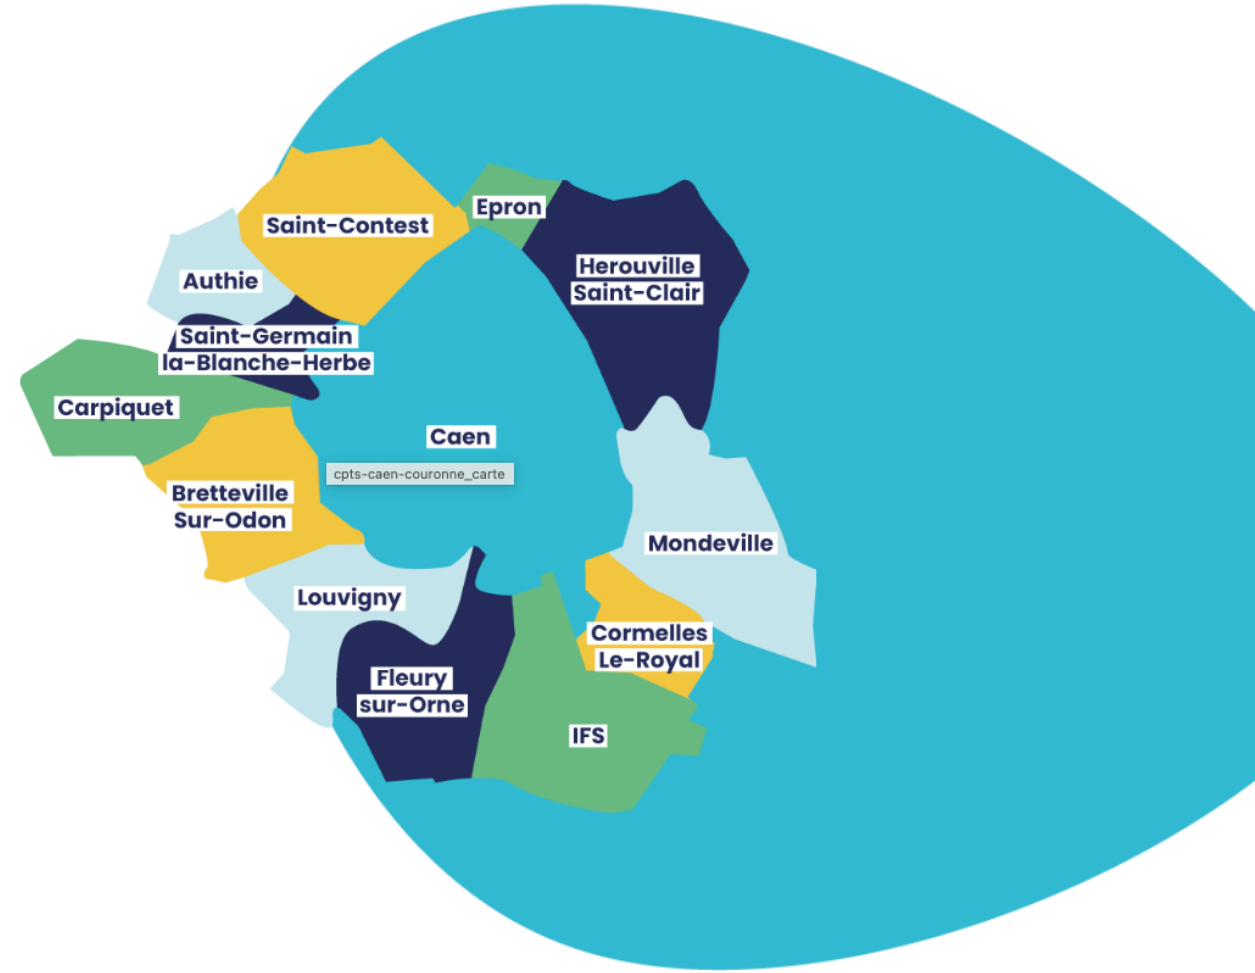 Epron
Saint-Contest
Herouville
Saint-Clair
Authie
Saint-Germain
la-Blanche-Herbe
Carpiquet
Caen
cpts-caen-couronne_carte
Bretteville
Sur-Odon
Mondeville
Louvigny
Cormelles
Le-Royal
Fleury
sur-Orne
IFS